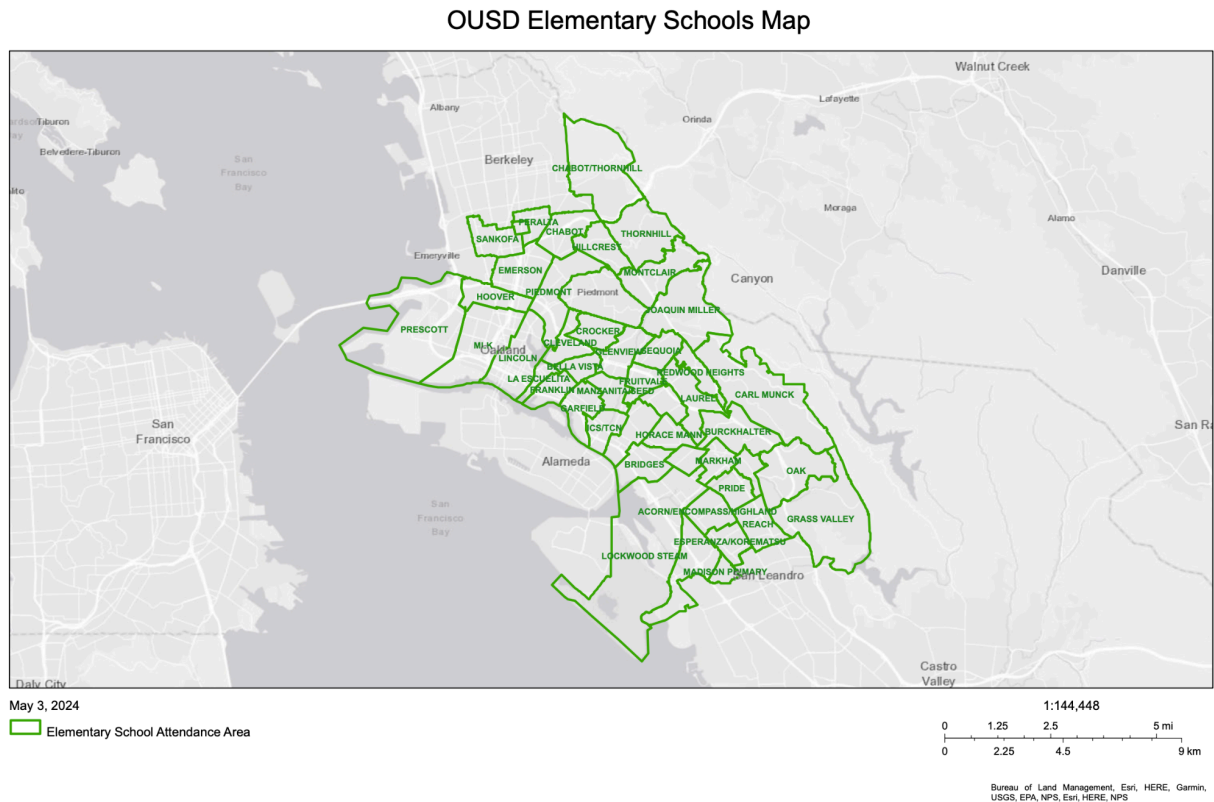 OUSD Elementary Schools Map
Walnut Creek
Lafayette
Albany
Orinda
Tiburon
Belvedere-Tiburon
Berkeley
San
Francisco
Bay
CHABOT/THORNHILL
Moraga
Alamo
PERALTA
CHABOT
THORNHILL
SANKOFA
HILLCREST
Emeryville
EMERSON
MONTCLAIR
Canyon
Danville
HOOVER
PIEDMONT
Piedmont
JOAQUIN MILLER
PRESCOTT
CROCKER
MLK
CLEVELAND
Oakland
GLENVIEW
SEQUOIA
LINCOLN
BELLA VISTA
REDWOOD HEIGHTS
LA ESCUELITA
FRUITVALE
FRANKLIN
MANZANITA/SEED
CARL MUNCK
LAUREL
GARFIELD
San
Francisco
ICS/TCN
HORACE MANN
BURCKHALTER
San Ra
Alameda
BRIDGES
MARKHAM
OAK
PRIDE
San
Francisco
Bay
ACORN/ENCOMPASS/HIGHLAND
GRASS VALLEY
REACH
ESPERANZA/KOREMATSU
LOCKWOOD STEAM
MADISON PRIMARY
San Leandro
Castro
Valley
Daly City
May 3, 2024
1:144,448
Elementary School Attendance Area
0 1.25 2.5 5 mi
0 2.25 4.5 9 km
Bureau of Land Management, Esri, HERE, Garmin,
USGS, EPA, NPS, Esri, HERE, NPS